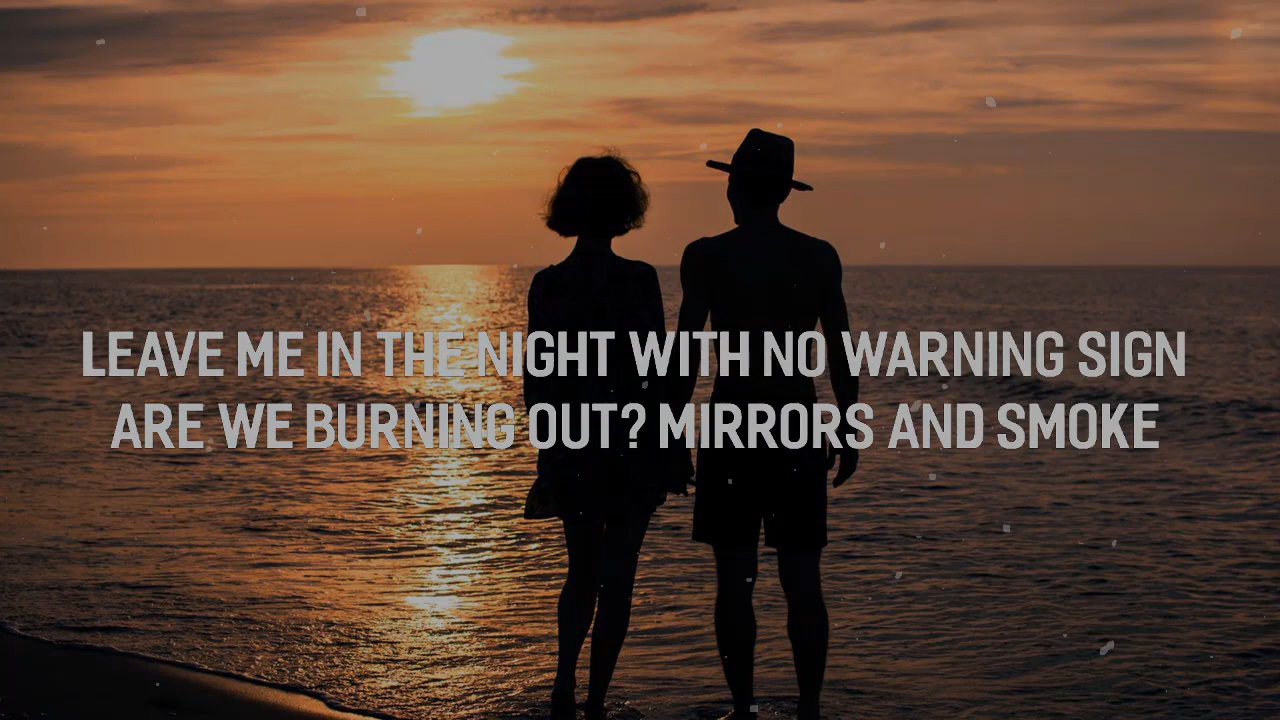 LEAVE ME IN THE NIGHT WITH NO WARNING SIGN
ARE WE BURNING OUT? MIRRORS AND SMOKE